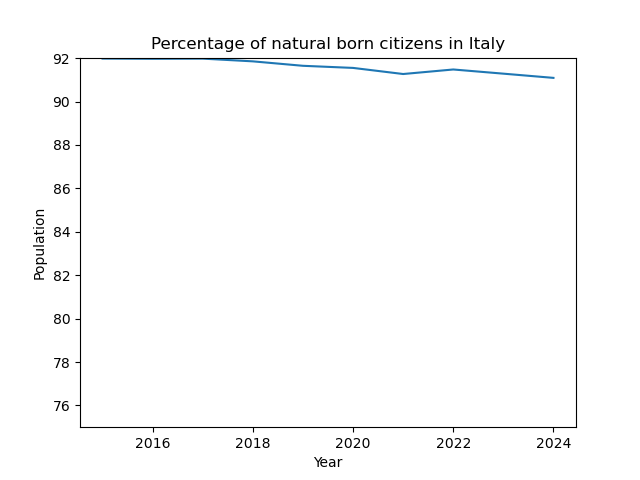 Percentage of natural born citizens in Italy
92
90
88
86
84
82
80
78
76
Population
2016 2018 2020 2022 2024
Year